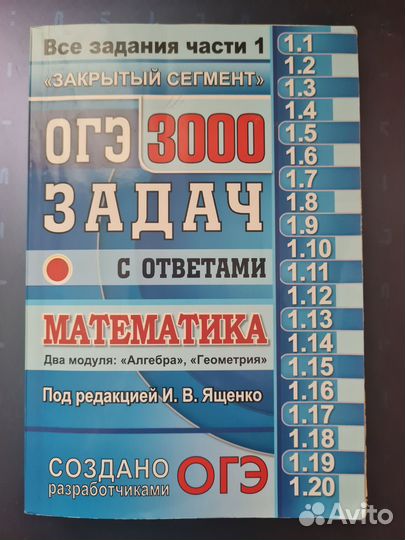 Все задания части 1
«ЗАКРЫТЫЙ СЕГМЕНТ»
ОГЭ 3000
ЗАДАЧ
С ОТВЕТАМИ
МАТЕМАТИКА
Два модуля: «Алгебра», «Геометрия»
Под редакцией И. В. Ященко
СОЗДАНО
разработчиками ОГЭ
1.1
1.2
1.3
1.4
1.5
1.6
1.7
1.8
1.9
1.10
1.11
1.12
1.13
1.14
1.15
1.16
1.17
1.18
1.19
1.20
Avito